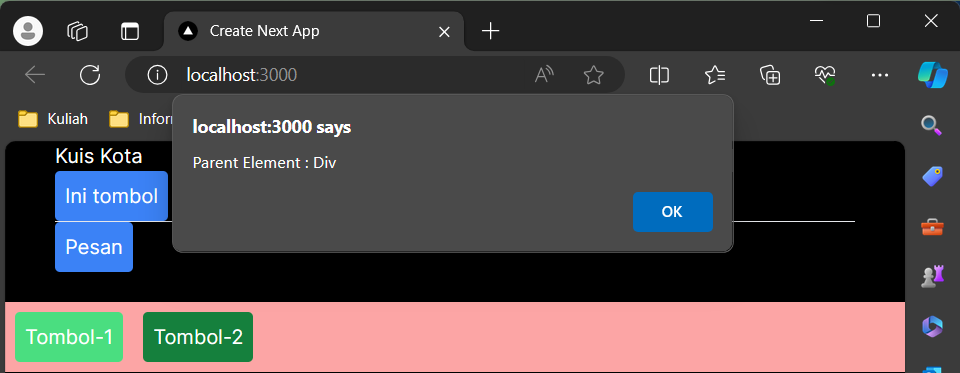 Create Next App
localhost:3000
Kuliah
localhost:3000 says
Parent Element : Div
OK
Kuis Kota
Ini tombol
Pesan
Tombol-1
Tombol-2